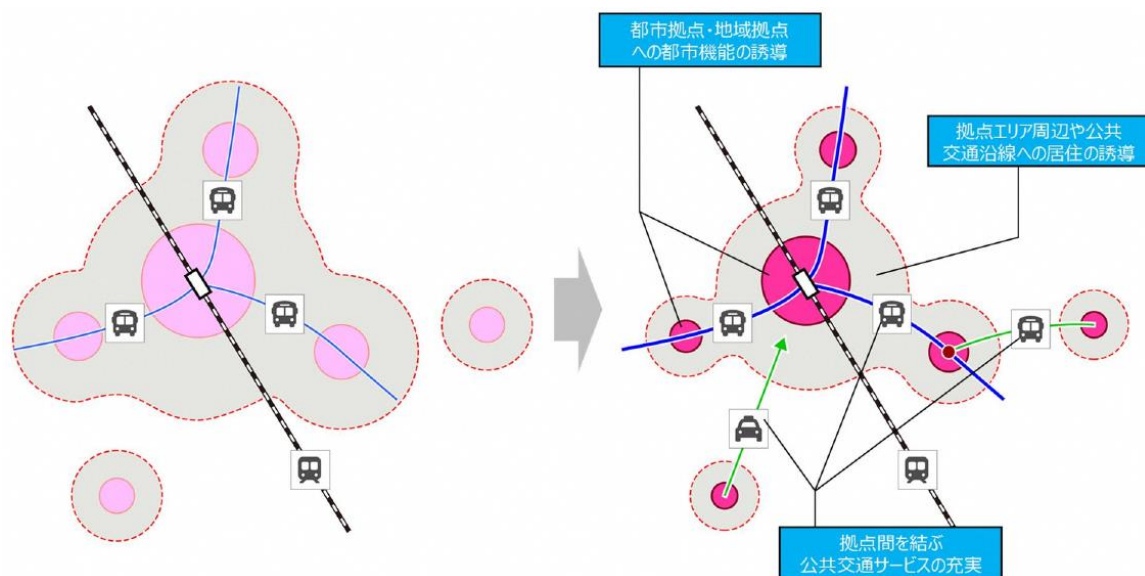 都市拠点・地域拠点
への都市機能の誘導
拠点エリア周辺や公共
交通沿線への居住の誘導
拠点間を結ぶ
公共交通サービスの充実